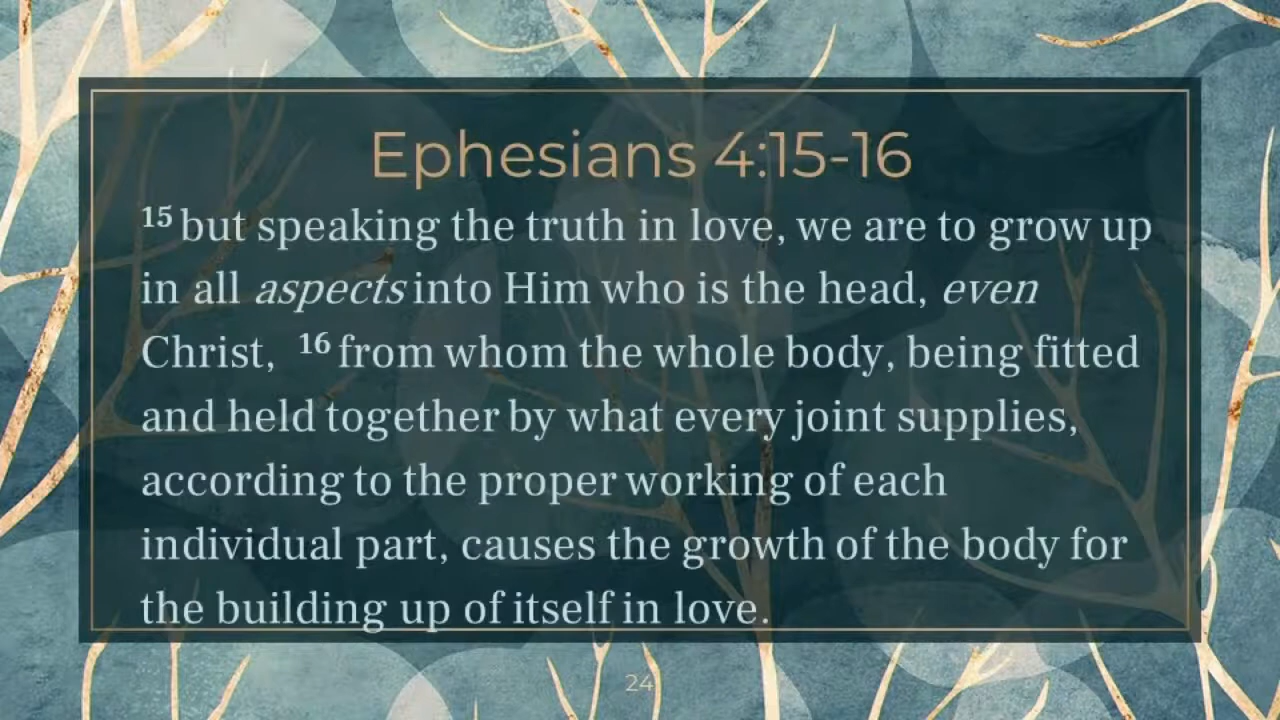 Ephesians 4:15-16
15 but speaking the truth in love, we are to grow up
in all aspects into Him who is the head, even
Christ, 16 from whom the whole body, being fitted
and held together by what every joint supplies,
according to the proper working of each
individual part, causes the growth of the body for
the building up of itself in love.
24